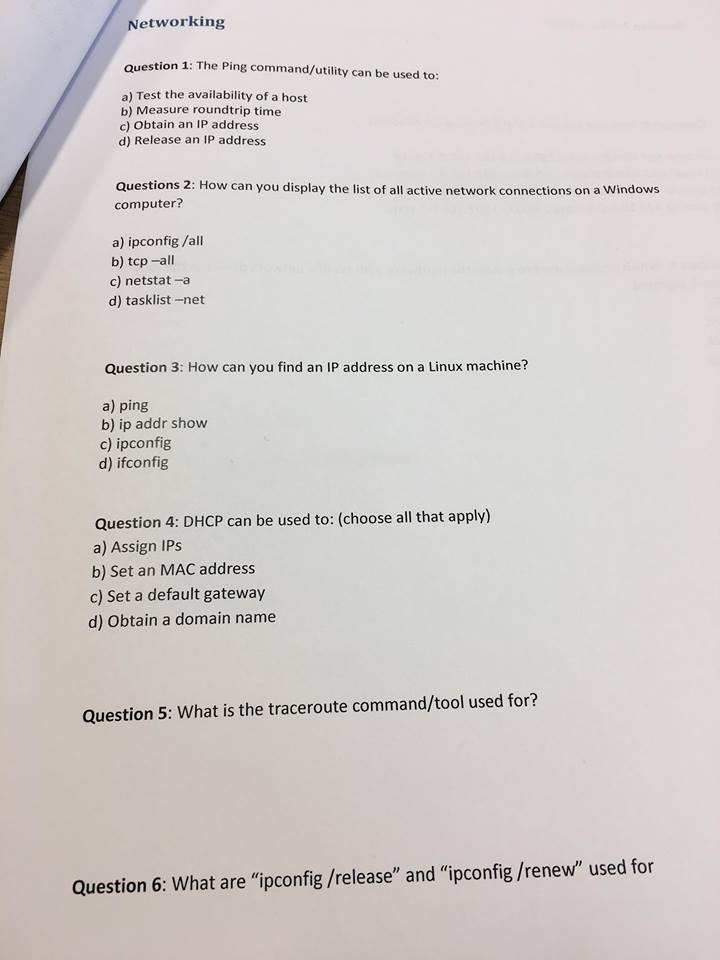 Networking
Question 1: The Ping command/utility can be used to:
a) Test the availability of a host
b) Measure roundtrip time
c) Obtain an IP address
d) Release an IP address
Questions 2: How can you display the list of all active network connections on a Windows
computer?
a) ipconfig /all
b) tcp –all
c) netstat –a
d) tasklist –net
Question 3: How can you find an IP address on a Linux machine?
a) ping
b) ip addr show
c) ipconfig
d) ifconfig
Question 4: DHCP can be used to: (choose all that apply)
a) Assign IPs
b) Set an MAC address
c) Set a default gateway
d) Obtain a domain name
Question 5: What is the traceroute command/tool used for?
Question 6: What are “ipconfig /release” and “ipconfig /renew” used for